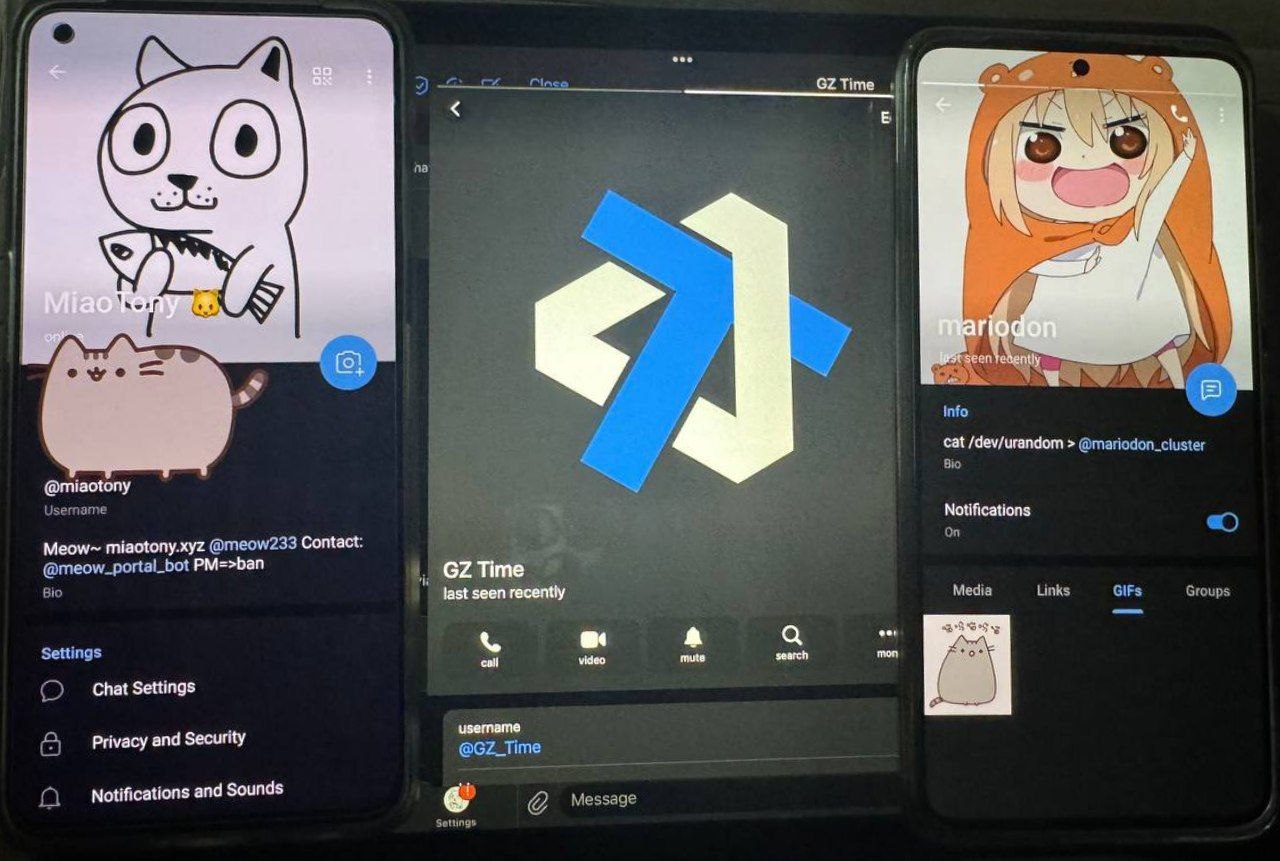 MiaoTony
@miaotony
Username
Meow~ miaotony.xyz @meow233 Contact:
@meow_portal_bot PM=>ban
Bio
Settings
Chat Settings
Privacy and Security
Notifications and Sounds
Close
GZ Time
GZ Time
last seen recently
call
video
mute
search
username
@GZ_Time
Settings
Message
mariodon
last seen recently
Info
cat /dev/urandom > @mariodon_cluster
Bio
Notifications
On
Media Links GIFs Groups